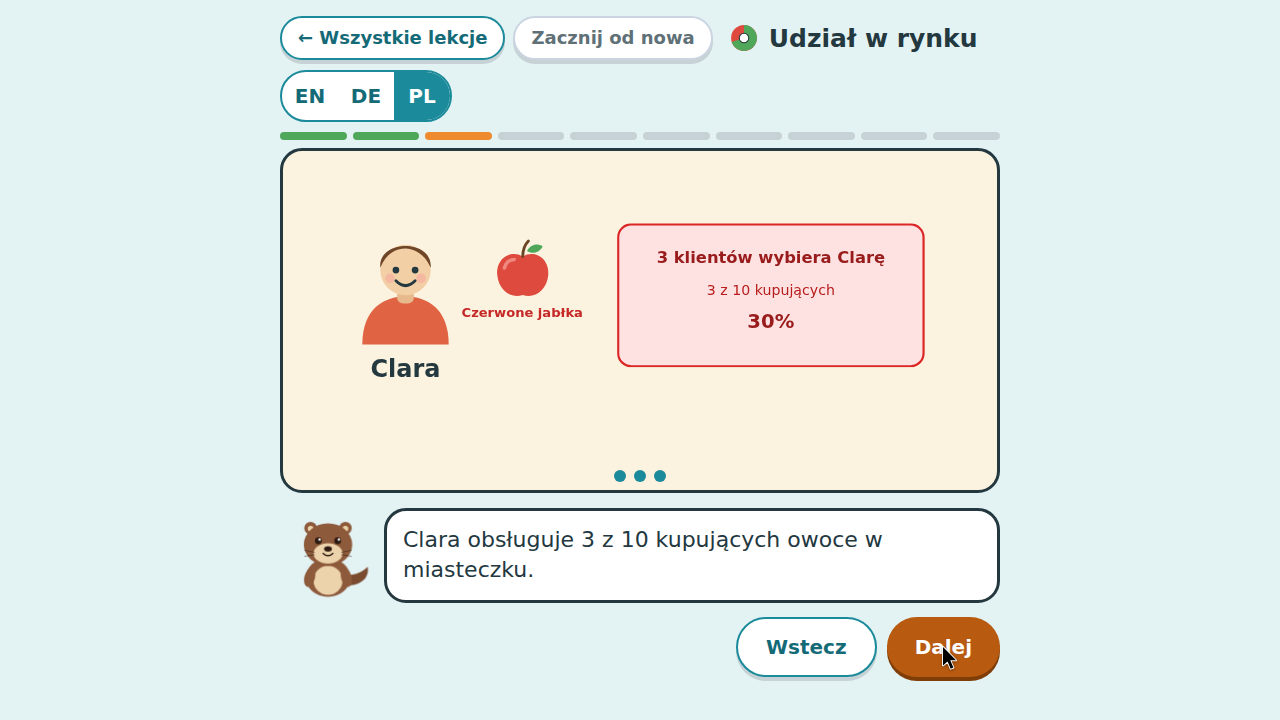 ← Wszystkie lekcje
Zacznij od nowa
Udział w rynku
EN DE PL
Clara
Czerwone jabłka
3 klientów wybiera Clarę
3 z 10 kupujących
30%
Clara obsługuje 3 z 10 kupujących owoce w
miasteczku.
Wstecz
Dalej